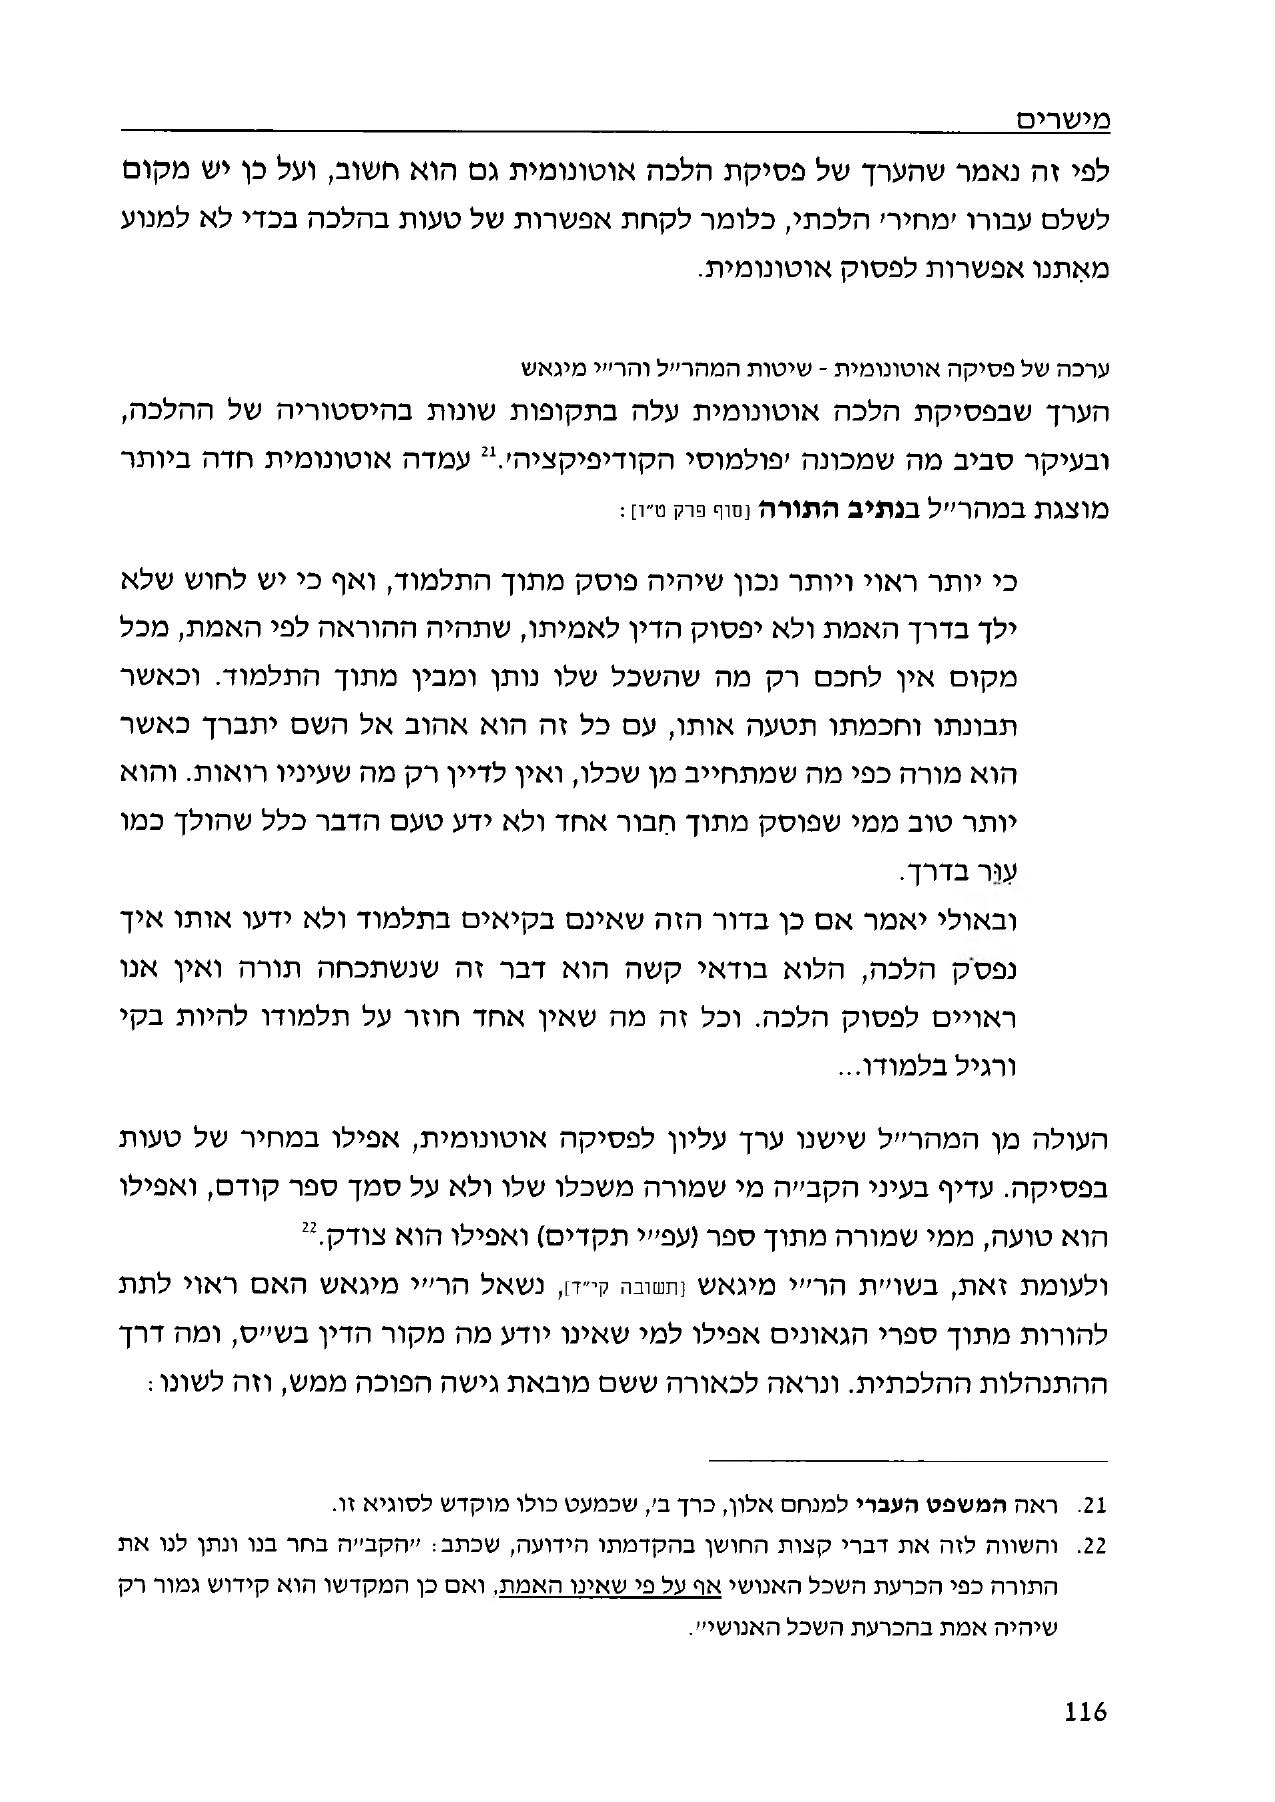 מישרים
לפי זה נאמר שהערך של פסיקת הלכה אוטונומית גם הוא חשוב, ועל כן יש מקום
לשלם עבורו 'מחיר' הלכתי, כלומר לקחת אפשרות של טעות בהלכה בכדי לא למנוע
מאִתנו אפשרות לפסוק אוטונומית.
ערכה של פסיקה אוטונומית - שיטות המהר"ל והר"י מיגאש
הערך שבפסיקת הלכה אוטונומית עלה בתקופות שונות בהיסטוריה של ההלכה,
ובעיקר סביב מה שמכונה 'פולמוסי הקודיפיקציה'.21 עמדה אוטונומית חדה ביותר
מוצגת במהר"ל בנתיב התורה [סוף פרק ט"ו]:
כי יותר ראוי ויותר נכון שיהיה פוסק מתוך התלמוד, ואף כי יש לחוש שלא
ילך בדרך האמת ולא יפסוק הדין לאמיתו, שתהיה ההוראה לפי האמת, מכל
מקום אין לחכם רק מה שהשכל שלו נותן ומבין מתוך התלמוד. וכאשר
תבונתו וחכמתו תטעה אותו, עם כל זה הוא אהוב אל השם יתברך כאשר
הוא מורה כפי מה שמתחייב מן שכלו, ואין לדיין רק מה שעיניו רואות. והוא
יותר טוב ממי שפוסק מתוך חִבור אחד ולא ידע טעם הדבר כלל שהולך כמו
עִוֵּר בדרך.
ובאולי יאמר אם כן בדור הזה שאינם בקיאים בתלמוד ולא ידעו אותו איך
נפסֹק הלכה, הלוא בודאי קשה הוא דבר זה שנשתכחה תורה ואין אנו
ראויים לפסוק הלכה. וכל זה מה שאין אחד חוזר על תלמודו להיות בקי
ורגיל בלמודו...
העולה מן המהר"ל שישנו ערך עליון לפסיקה אוטונומית, אפילו במחיר של טעות
בפסיקה. עדיף בעיני הקב"ה מי שמורה משכלו שלו ולא על סמך ספר קודם, ואפילו
הוא טועה, ממי שמורה מתוך ספר (עפ"י תקדים) ואפילו הוא צודק.22
ולעומת זאת, בשו"ת הר"י מיגאש [תשובה קי"ד], נשאל הר"י מיגאש האם ראוי לתת
להורות מתוך ספרי הגאונים אפילו למי שאינו יודע מה מקור הדין בש"ס, ומה דרך
ההתנהלות ההלכתית. ונראה לכאורה ששם מובאת גישה הפוכה ממש, וזה לשונו:
21. ראה המשפט העברי למנחם אלון, כרך ב', שכמעט כולו מוקדש לסוגיא זו.
22. והשווה לזה את דברי קצות החושן בהקדמתו הידועה, שכתב: "הקב"ה בחר בנו ונתן לנו את
התורה כפי הכרעת השכל האנושי אף על פי שאינו האמת, ואם כן המקדשו הוא קידוש גמור רק
שיהיה אמת בהכרעת השכל האנושי".
116